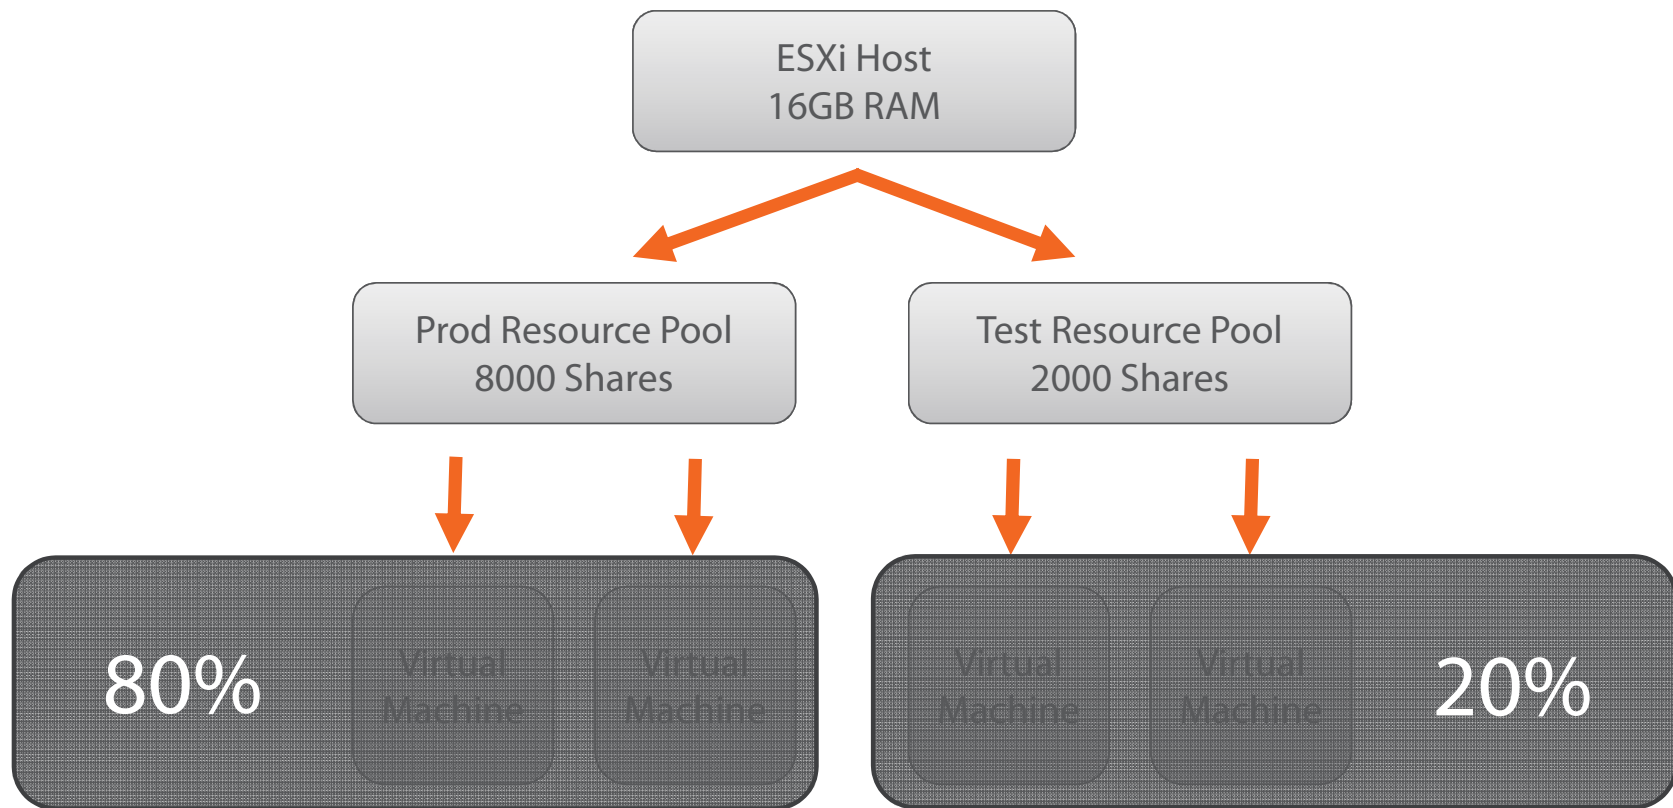 ESXi Host
16GB RAM
Prod Resource Pool
8000 Shares
Test Resource Pool
2000 Shares
80%
Virtual
Machine
Virtual
Machine
Virtual
Machine
Virtual
Machine
20%